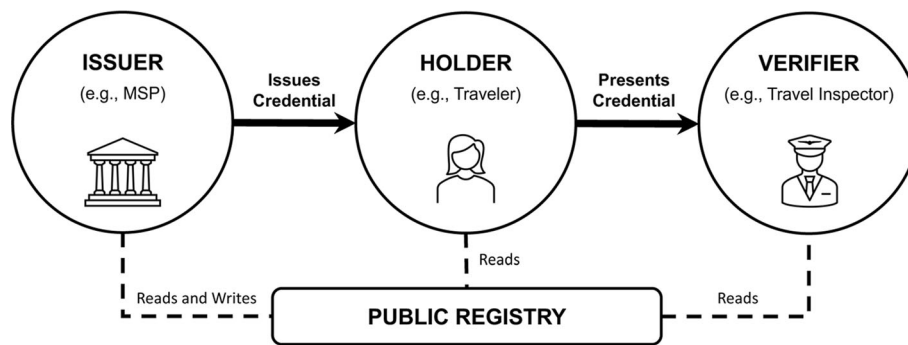 ISSUER
(e.g., MSP)
Issues
Credential
HOLDER
(e.g., Traveler)
Presents
Credential
VERIFIER
(e.g., Travel Inspector)
Reads and Writes
Reads
Reads
PUBLIC REGISTRY